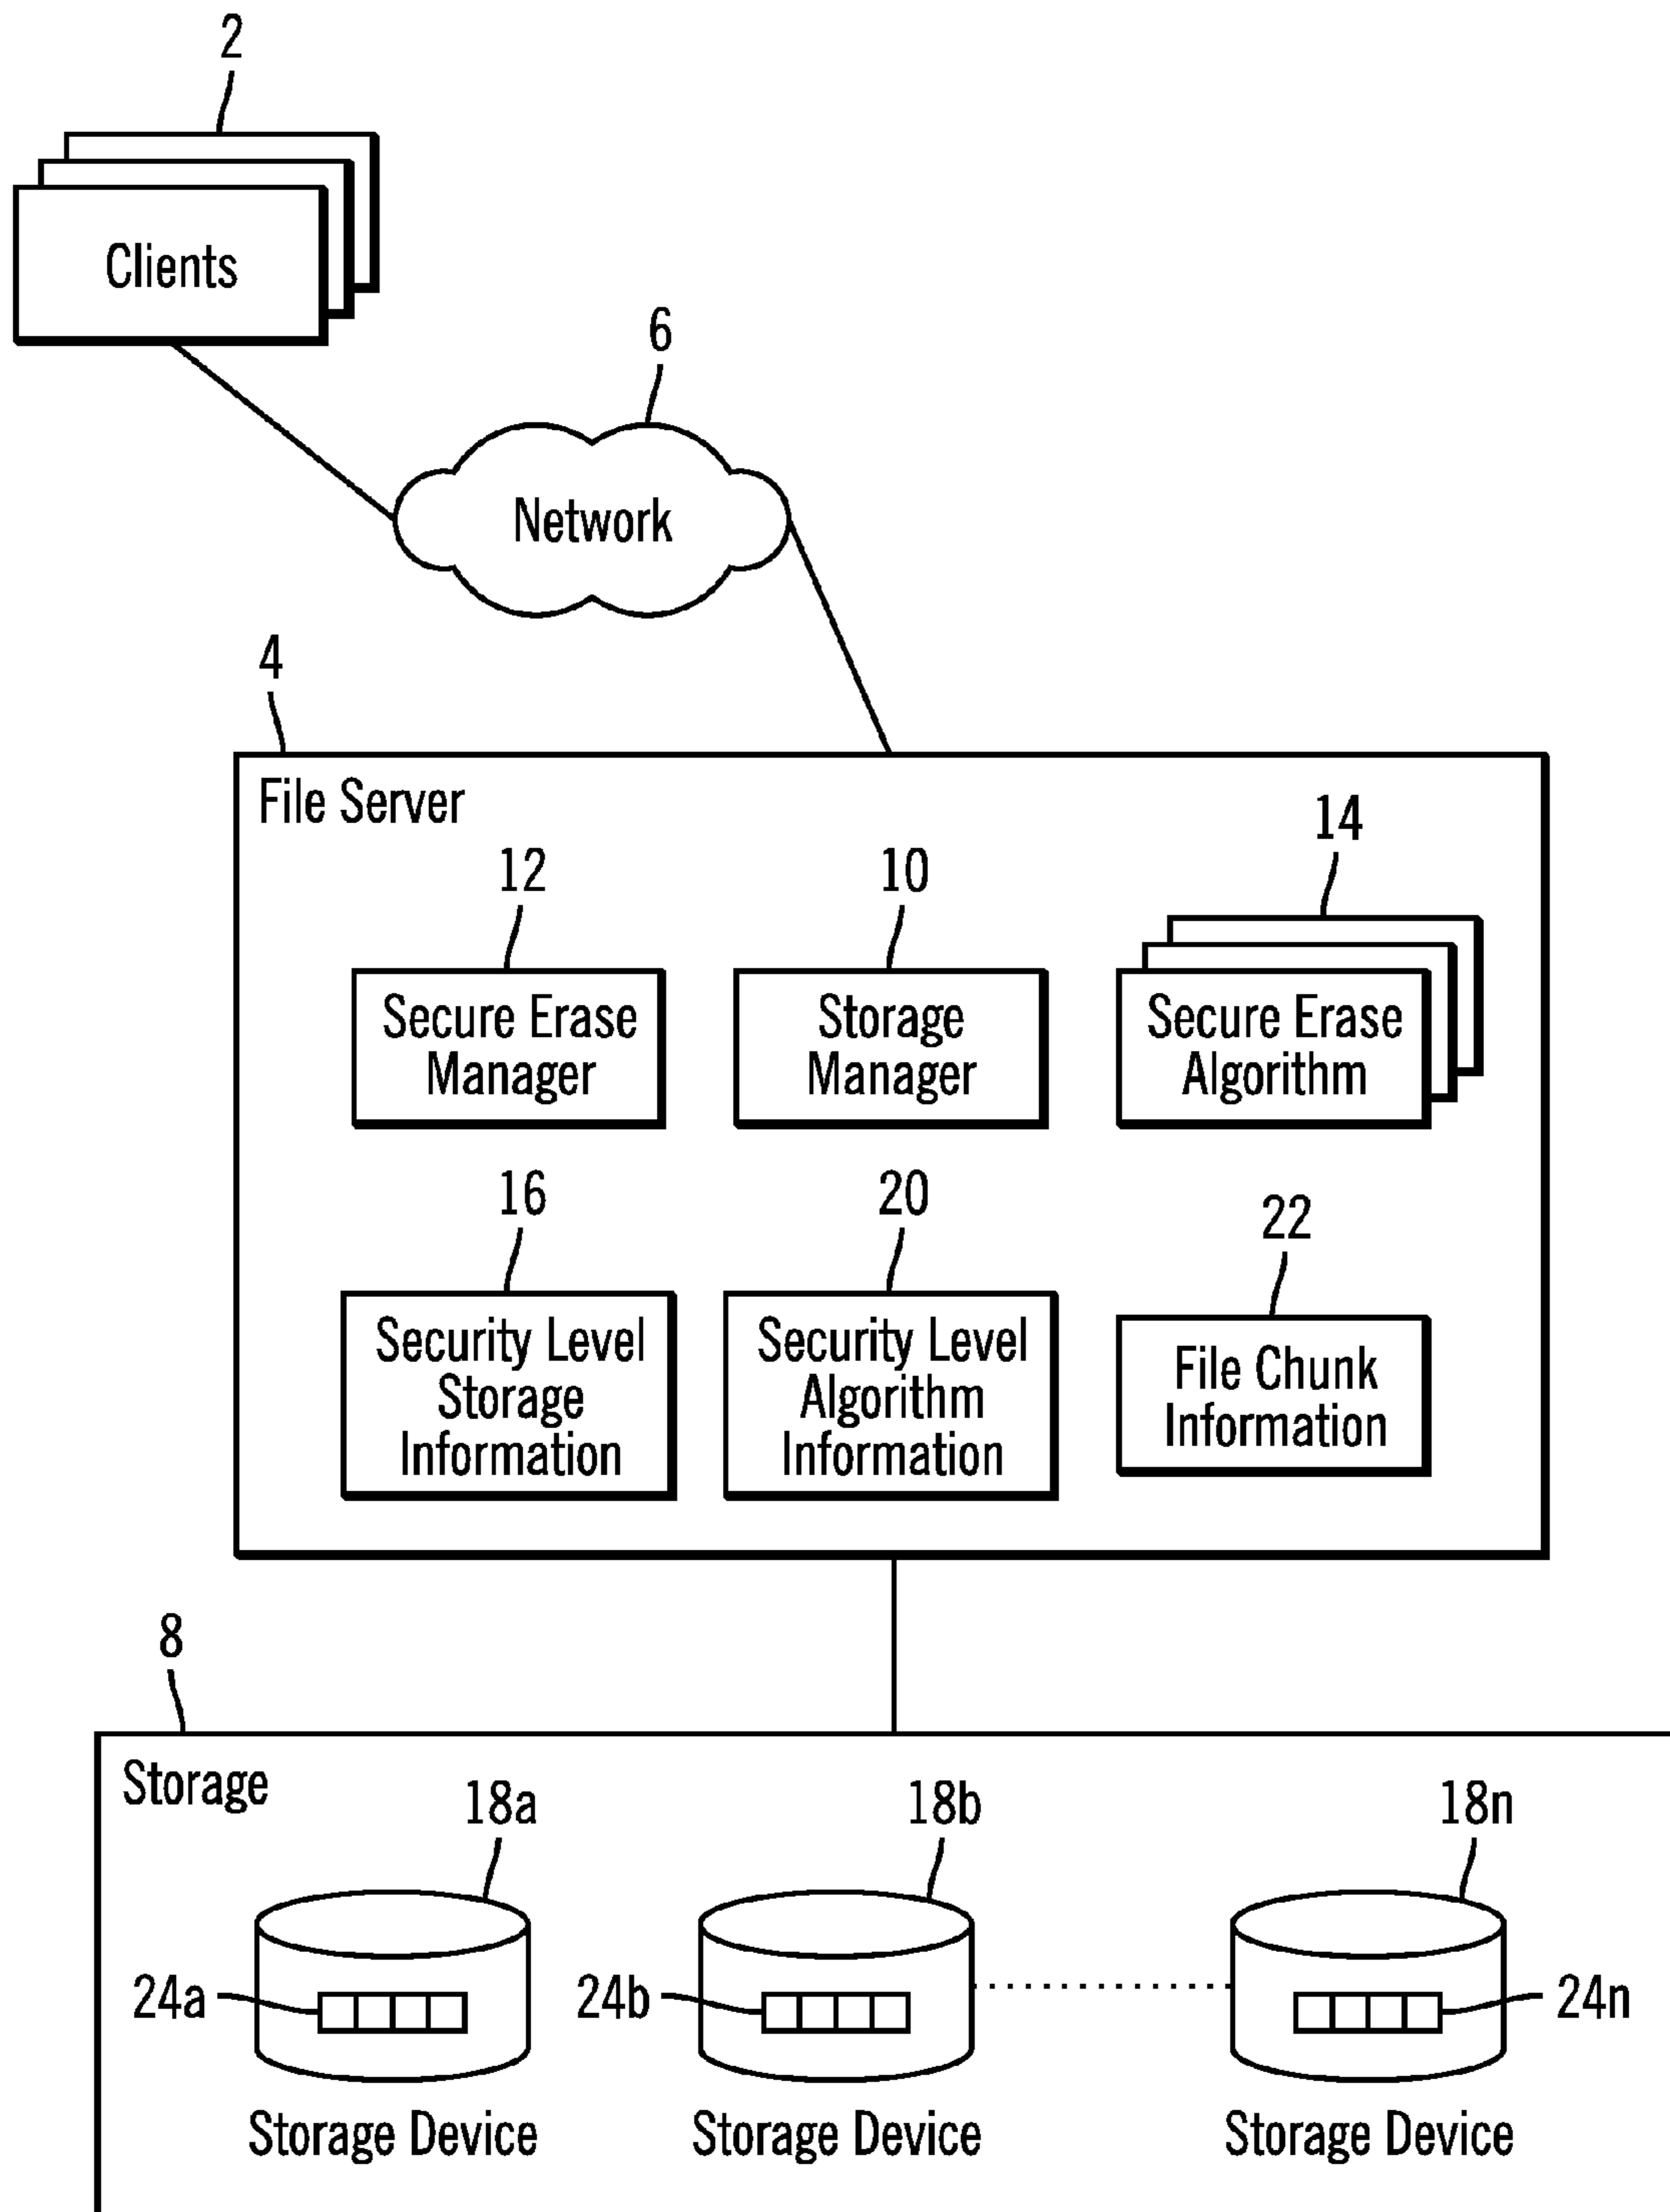 2
Clients
6
Network
4
File Server
12
10
14
Secure Erase
Manager
Storage
Manager
Secure Erase
Algorithm
16
20
22
Security Level
Storage
Information
Security Level
Algorithm
Information
File Chunk
Information
8
Storage
18a
18b
18n
24a
24b
24n
Storage Device
Storage Device
Storage Device